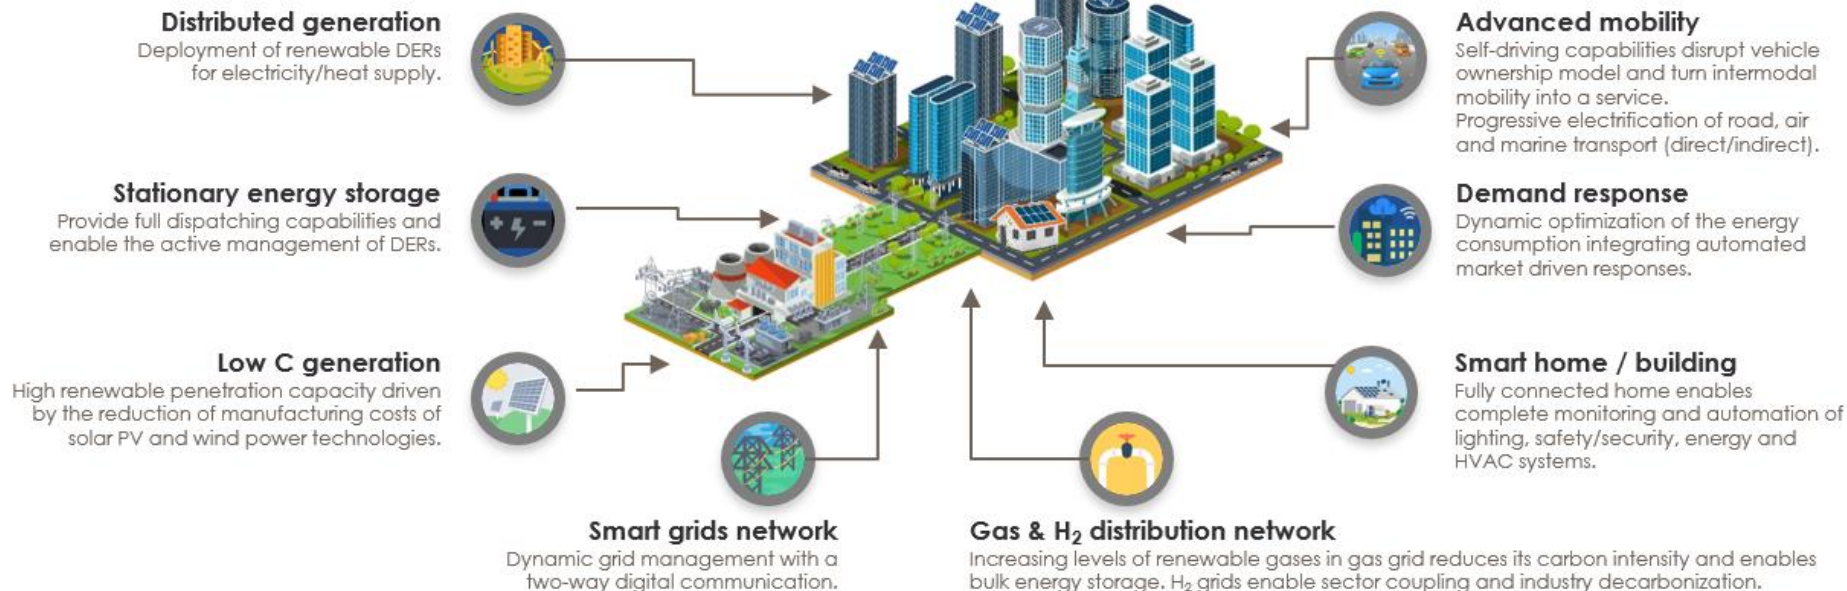 Distributed generation
Deployment of renewable DERs
for electricity/heat supply.
Stationary energy storage
Provide full dispatching capabilities and
enable the active management of DERs.
Low C generation
High renewable penetration capacity driven
by the reduction of manufacturing costs of
solar PV and wind power technologies.
Smart grids network
Dynamic grid management with a
two-way digital communication.
Gas & H₂ distribution network
Increasing levels of renewable gases in gas grid reduces its carbon intensity and enables
bulk energy storage. H₂ grids enable sector coupling and industry decarbonization.
Advanced mobility
Self-driving capabilities disrupt vehicle
ownership model and turn intermodal
mobility into a service.
Progressive electrification of road, air
and marine transport (direct/indirect).
Demand response
Dynamic optimization of the energy
consumption integrating automated
market driven responses.
Smart home / building
Fully connected home enables
complete monitoring and automation of
lighting, safety/security, energy and
HVAC systems.
H